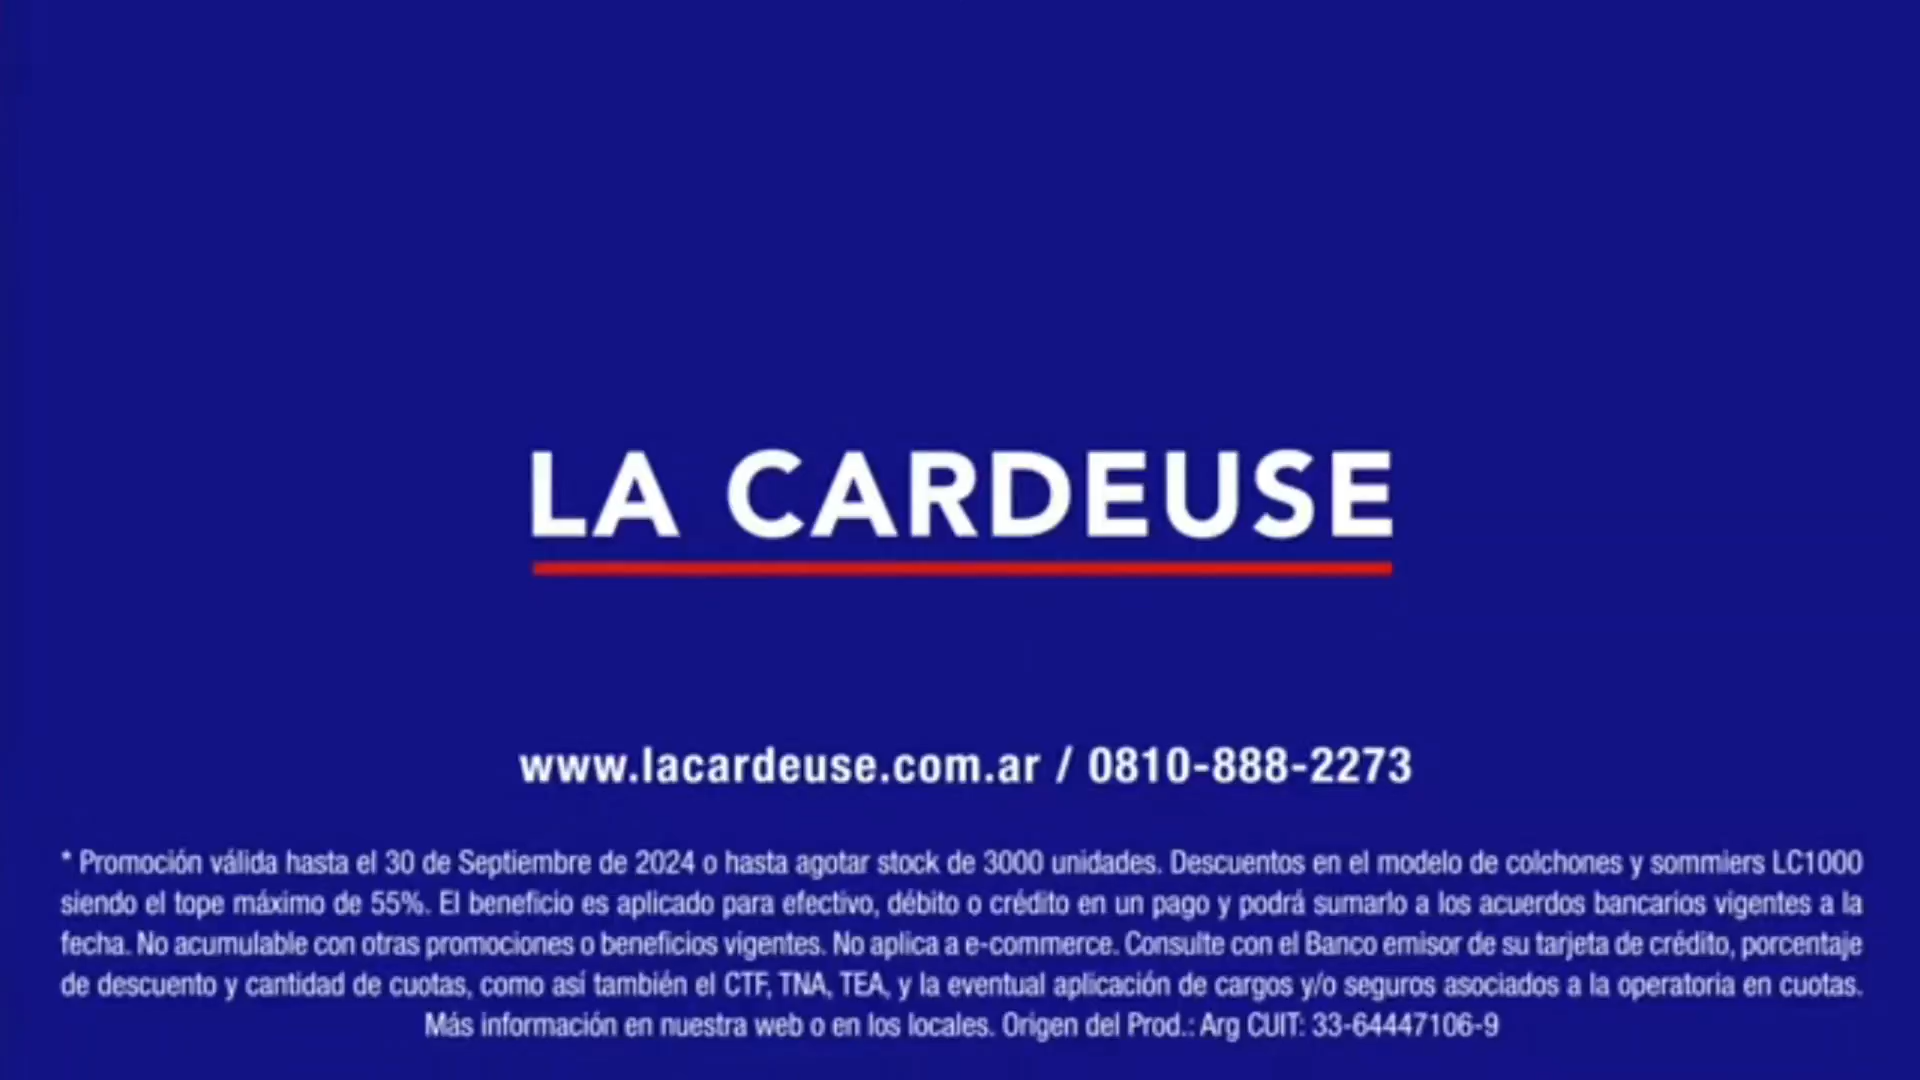 LA CARDEUSE
www.lacardeuse.com.ar / 0810-888-2273
* Promoción válida hasta el 30 de Septiembre de 2024 o hasta agotar stock de 3000 unidades. Descuentos en el modelo de colchones y sommiers LC1000
siendo el tope máximo de 55%. El beneficio es aplicado para efectivo, débito o crédito en un pago y podrá sumarlo a los acuerdos bancarios vigentes a la
fecha. No acumulable con otras promociones o beneficios vigentes. No aplica a e-commerce. Consulte con el Banco emisor de su tarjeta de crédito, porcentaje
de descuento y cantidad de cuotas, como así también el CTF, TNA, TEA, y la eventual aplicación de cargos y/o seguros asociados a la operatoria en cuotas.
Más información en nuestra web o en los locales. Origen del Prod.: Arg CUIT: 33-64447106-9